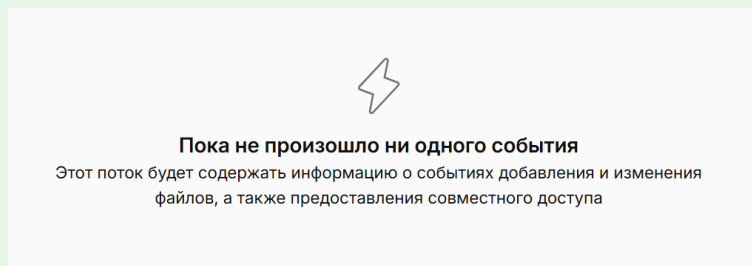 Пока не произошло ни одного события
Этот поток будет содержать информацию о событиях добавления и изменения
файлов, а также предоставления совместного доступа